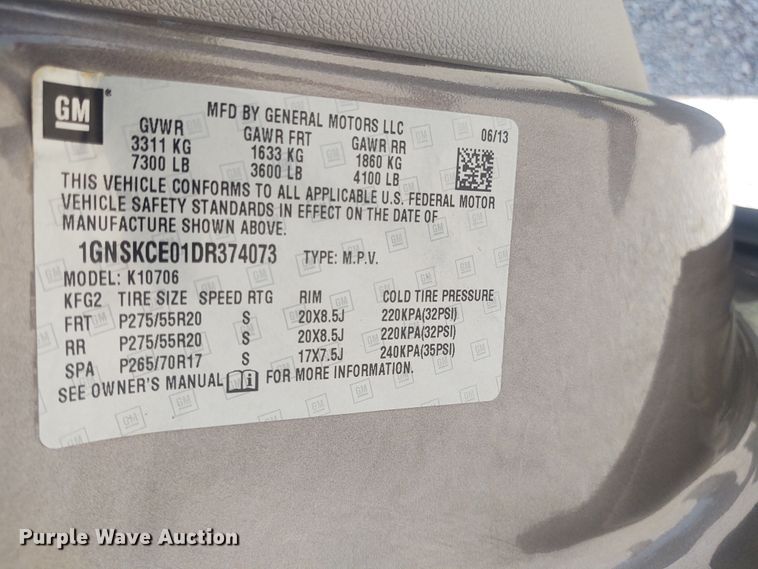 GM ®
MFD BY GENERAL MOTORS LLC
GVWR GAWR FRT GAWR RR 06/13
3311 KG 1633 KG 1860 KG
7300 LB 3600 LB 4100 LB
THIS VEHICLE CONFORMS TO ALL APPLICABLE U.S. FEDERAL MOTOR
VEHICLE SAFETY STANDARDS IN EFFECT ON THE DATE OF
MANUFACTURE SHOWN ABOVE.
1GNSKCE01DR374073 TYPE: M.P.V.
MODEL: K10706
KFG2 TIRE SIZE SPEED RTG RIM COLD TIRE PRESSURE
FRT P275/55R20 S 20X8.5J 220KPA(32PSI)
RR P275/55R20 S 20X8.5J 220KPA(32PSI)
SPA P265/70R17 S 17X7.5J 240KPA(35PSI)
SEE OWNER'S MANUAL FOR MORE INFORMATION.
Purple Wave Auction